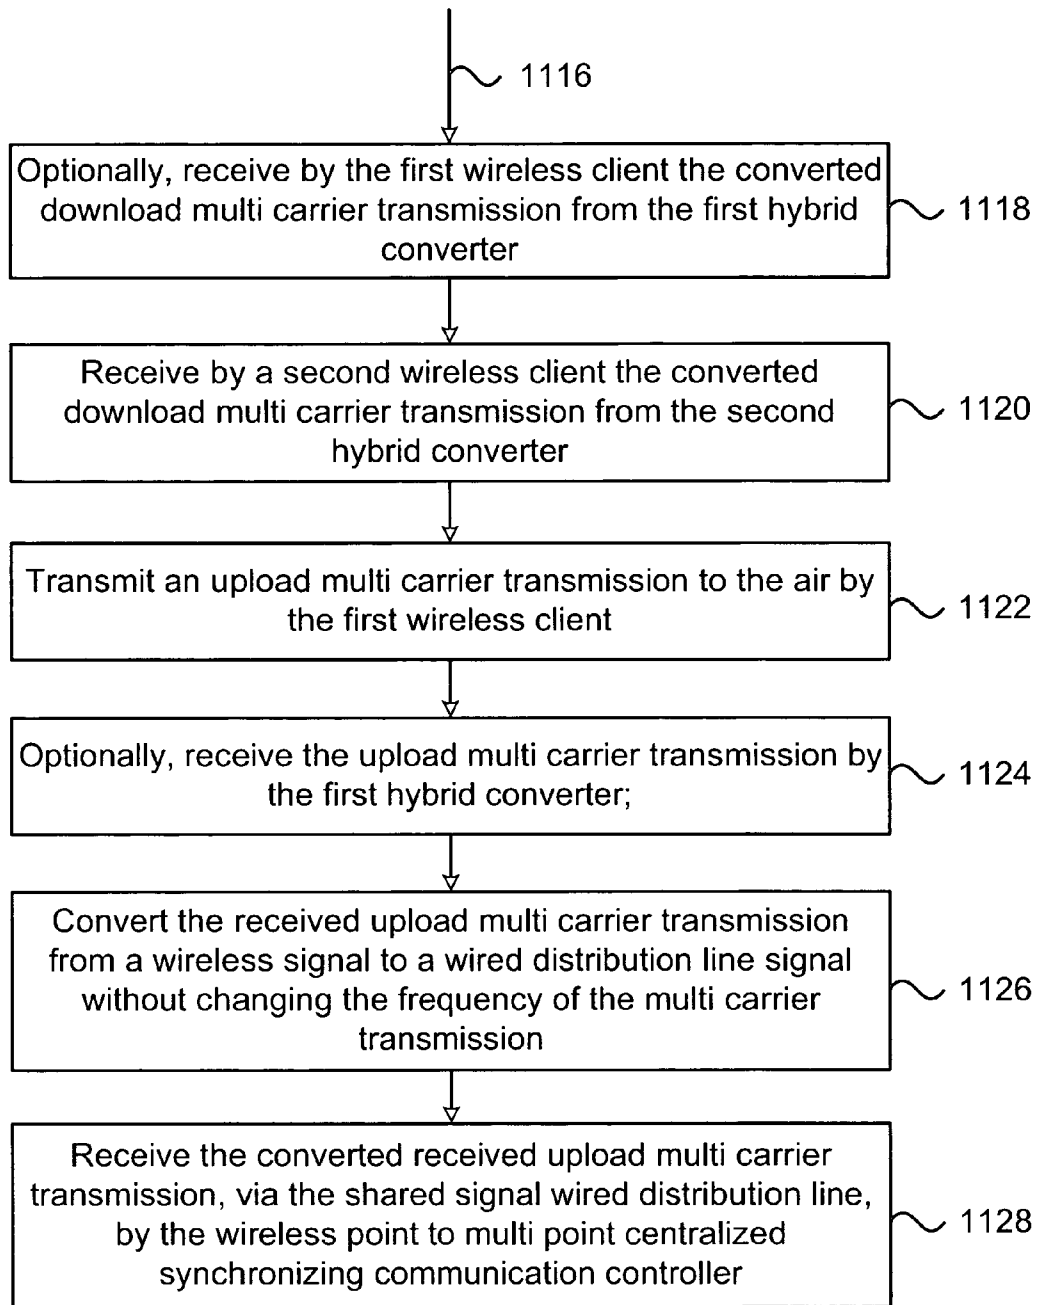 1116
Optionally, receive by the first wireless client the converted
download multi carrier transmission from the first hybrid
converter
1118
Receive by a second wireless client the converted
download multi carrier transmission from the second
hybrid converter
1120
Transmit an upload multi carrier transmission to the air by
the first wireless client
1122
Optionally, receive the upload multi carrier transmission by
the first hybrid converter;
1124
Convert the received upload multi carrier transmission
from a wireless signal to a wired distribution line signal
without changing the frequency of the multi carrier
transmission
1126
Receive the converted received upload multi carrier
transmission, via the shared signal wired distribution line,
by the wireless point to multi point centralized
synchronizing communication controller
1128